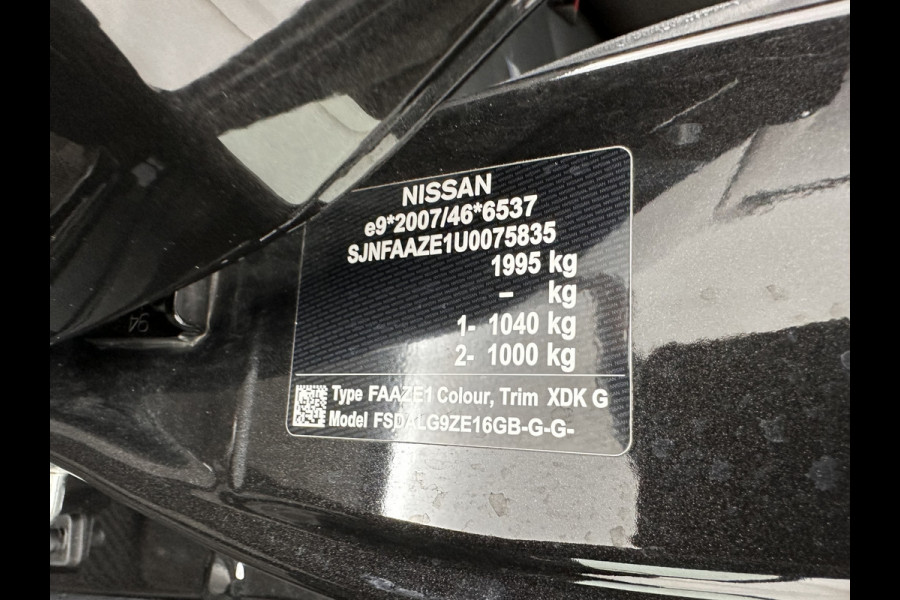 NISSAN
e9*2007/46*6537
SJNFAAZE1U0075835
1995 kg
– kg
1- 1040 kg
2- 1000 kg
Type FAAZE1 Colour, Trim XDK G
Model FSDALG9ZE16GB-G-G-
94